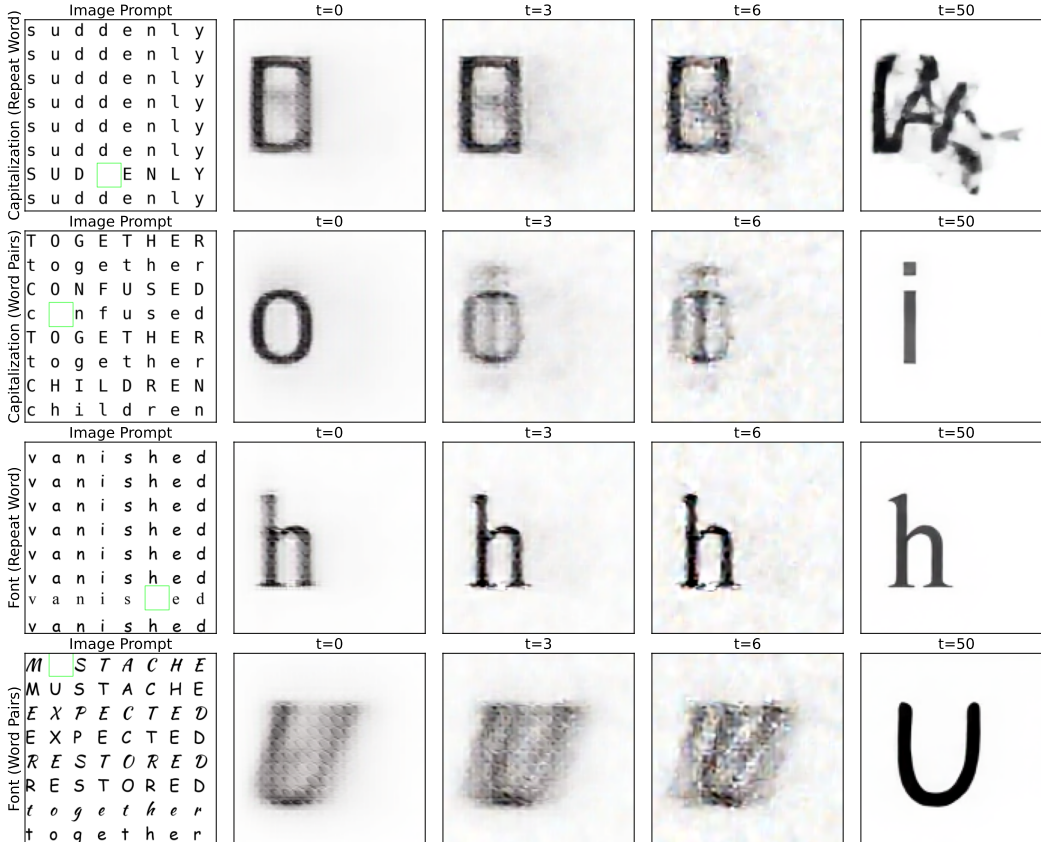 Image Prompt t=0 t=3 t=6 t=50
Capitalization (Repeat Word)
s u d d e n l y
s u d d e n l y
s u d d e n l y
s u d d e n l y
s u d d e n l y
s u d d e n l y
S U D E N L Y
s u d d e n l y
Image Prompt t=0 t=3 t=6 t=50
Capitalization (Word Pairs)
T O G E T H E R
t o g e t h e r
C O N F U S E D
c n f u s e d
T O G E T H E R
t o g e t h e r
C H I L D R E N
c h i l d r e n
O i
Image Prompt t=0 t=3 t=6 t=50
Font (Repeat Word)
v a n i s h e d
v a n i s h e d
v a n i s h e d
v a n i s h e d
v a n i s h e d
v a n i s h e d
v a n i s e d
v a n i s h e d
h h h h
Image Prompt t=0 t=3 t=6 t=50
Font (Word Pairs)
M S T A C H E
M U S T A C H E
E X P E C T E D
E X P E C T E D
R E S T O R E D
R E S T O R E D
t o g e t h e r
t o g e t h e r
U U